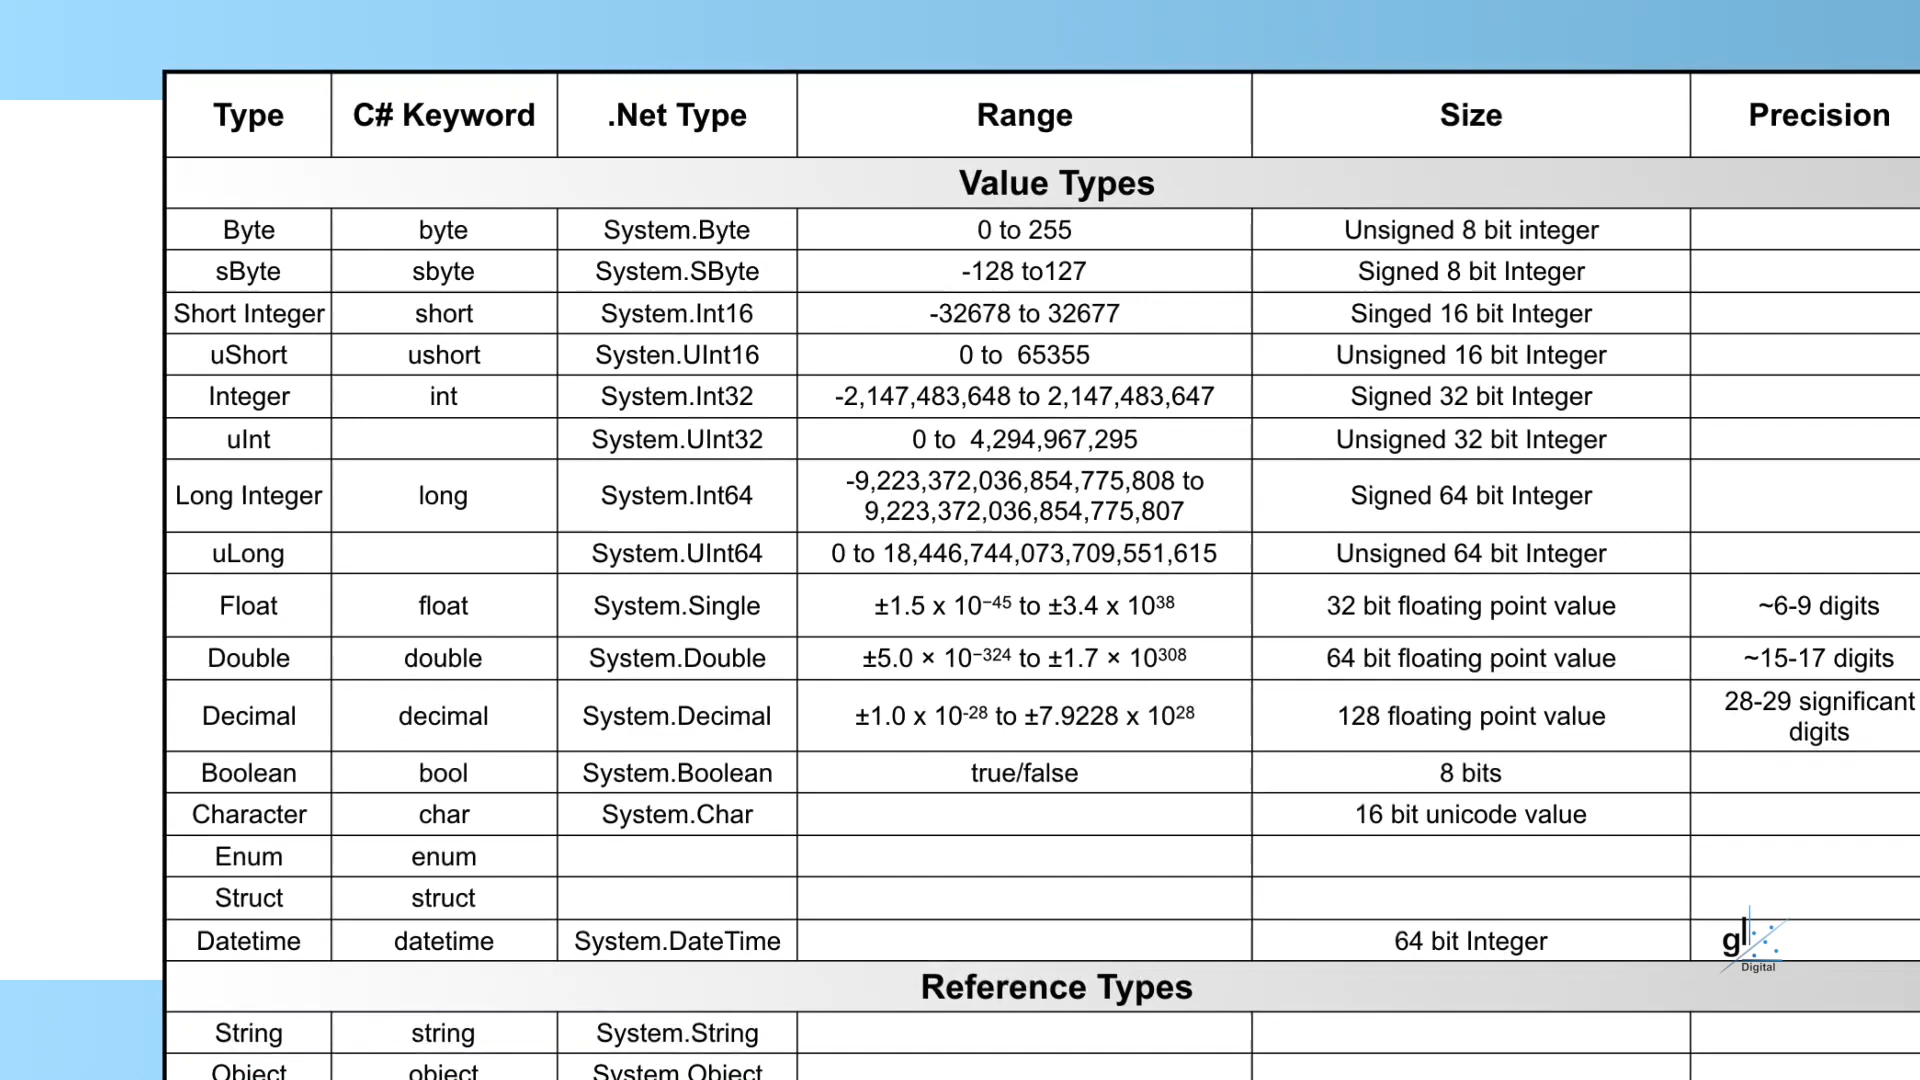 Type C# Keyword .Net Type Range Size Precision
Value Types
Byte byte System.Byte 0 to 255 Unsigned 8 bit integer
sByte sbyte System.SByte -128 to127 Signed 8 bit Integer
Short Integer short System.Int16 -32678 to 32677 Singed 16 bit Integer
uShort ushort Systen.UInt16 0 to 65355 Unsigned 16 bit Integer
Integer int System.Int32 -2,147,483,648 to 2,147,483,647 Signed 32 bit Integer
uInt System.UInt32 0 to 4,294,967,295 Unsigned 32 bit Integer
Long Integer long System.Int64 -9,223,372,036,854,775,808 to
9,223,372,036,854,775,807 Signed 64 bit Integer
uLong System.UInt64 0 to 18,446,744,073,709,551,615 Unsigned 64 bit Integer
Float float System.Single ±1.5 x 10⁻⁴⁵ to ±3.4 x 10³⁸ 32 bit floating point value ~6-9 digits
Double double System.Double ±5.0 × 10⁻³²⁴ to ±1.7 × 10³⁰⁸ 64 bit floating point value ~15-17 digits
Decimal decimal System.Decimal ±1.0 x 10⁻²⁸ to ±7.9228 x 10²⁸ 128 floating point value 28-29 significant
digits
Boolean bool System.Boolean true/false 8 bits
Character char System.Char 16 bit unicode value
Enum enum
Struct struct
Datetime datetime System.DateTime 64 bit Integer
gl
Digital
Reference Types
String string System.String
Object object System.Object